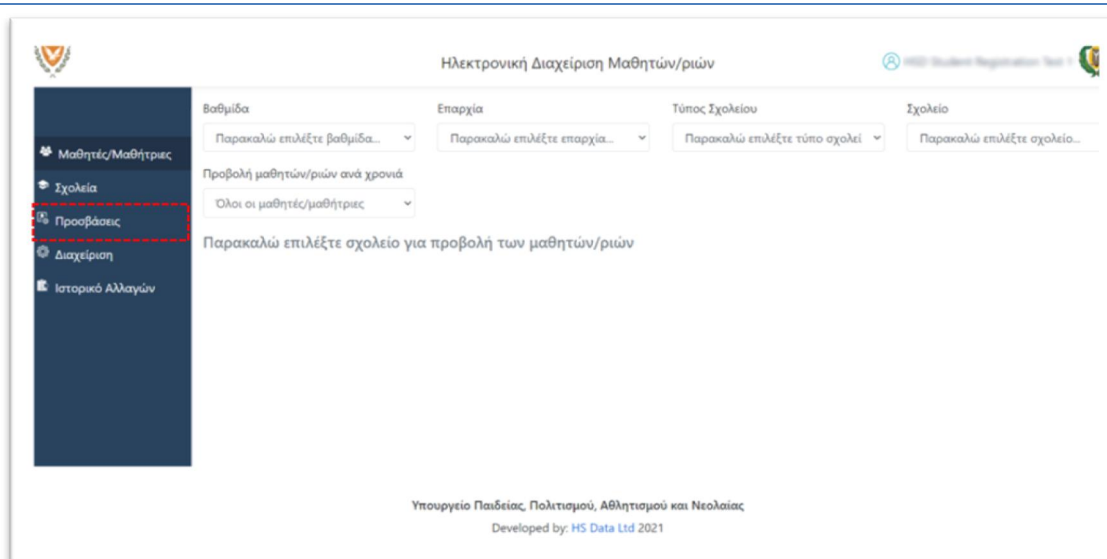 Ηλεκτρονική Διαχείριση Μαθητών/ριών
Βαθμίδα Επαρχία Τύπος Σχολείου Σχολείο
Παρακαλώ επιλέξτε βαθμίδα... Παρακαλώ επιλέξτε επαρχία... Παρακαλώ επιλέξτε τύπο σχολεί Παρακαλώ επιλέξτε σχολείο...
Μαθητές/Μαθήτριες
Σχολεία
Προσβάσεις
Διαχείριση
Ιστορικό Αλλαγών
Προβολή μαθητών/ριών ανά χρονιά
Όλοι οι μαθητές/μαθήτριες
Παρακαλώ επιλέξτε σχολείο για προβολή των μαθητών/ριών
Υπουργείο Παιδείας, Πολιτισμού, Αθλητισμού και Νεολαίας
Developed by: HS Data Ltd 2021